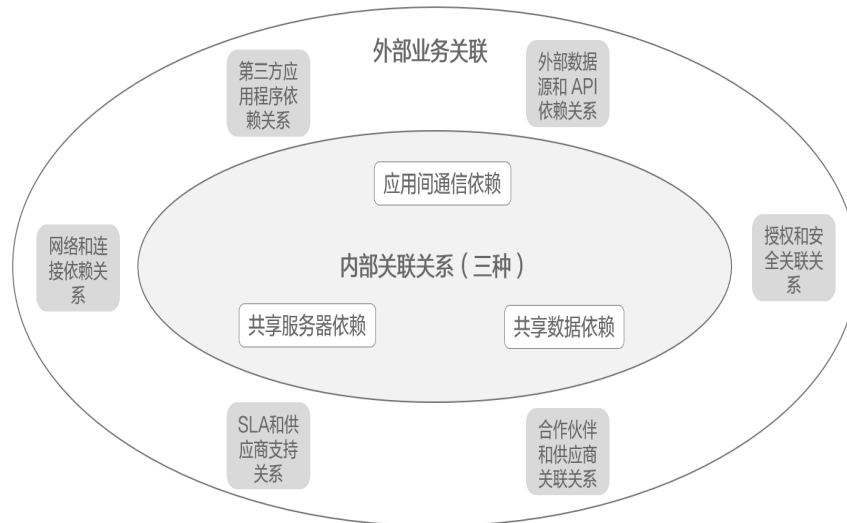 外部业务关联
第三方应
用程序依
赖关系
外部数据
源和 API
依赖关系
应用间通信依赖
网络和连
接依赖关
系
内部关联关系（三种）
授权和安
全关联关
系
共享服务器依赖
共享数据依赖
SLA和供
应商支持
关系
合作伙伴
和供应商
关联关系